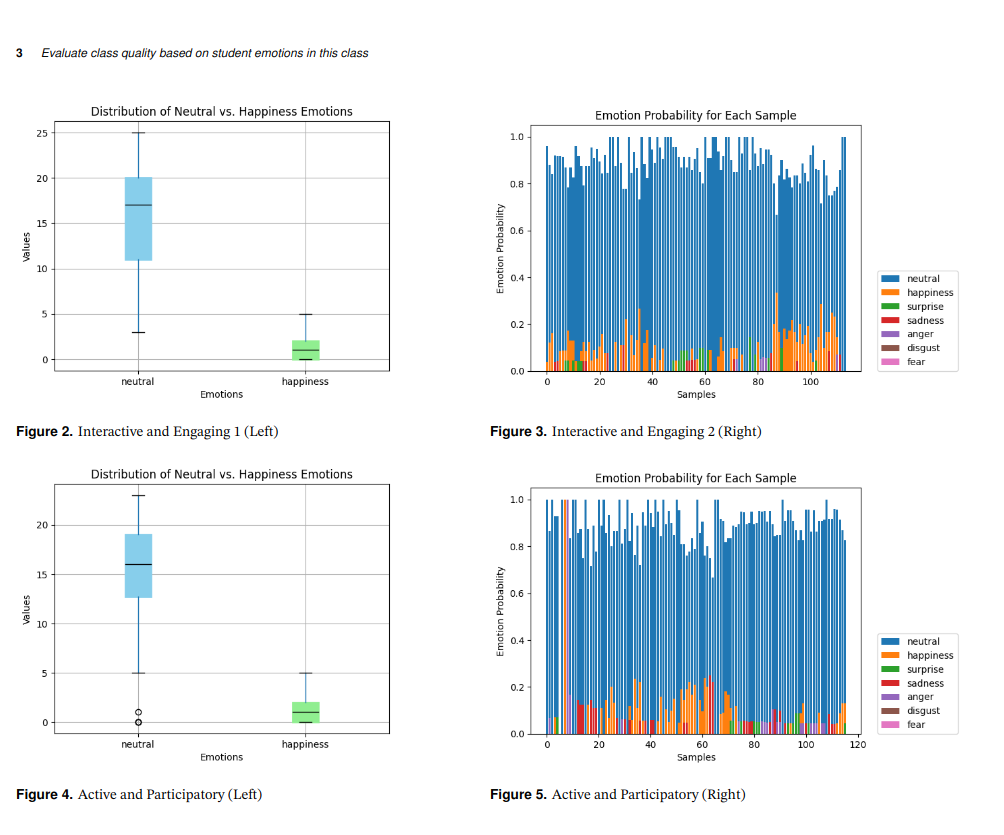 3 Evaluate class quality based on student emotions in this class
Distribution of Neutral vs. Happiness Emotions
25
20
15
10
5
0
Values
neutral
happiness
Emotions
Figure 2. Interactive and Engaging 1 (Left)
Emotion Probability for Each Sample
1.0
0.8
0.6
0.4
0.2
0.0
Emotion Probability
0 20 40 60 80 100
Samples
neutral
happiness
surprise
sadness
anger
disgust
fear
Figure 3. Interactive and Engaging 2 (Right)
Distribution of Neutral vs. Happiness Emotions
20
15
10
5
0
Values
neutral
happiness
Emotions
Figure 4. Active and Participatory (Left)
Emotion Probability for Each Sample
1.0
0.8
0.6
0.4
0.2
0.0
Emotion Probability
0 20 40 60 80 100 120
Samples
neutral
happiness
surprise
sadness
anger
disgust
fear
Figure 5. Active and Participatory (Right)